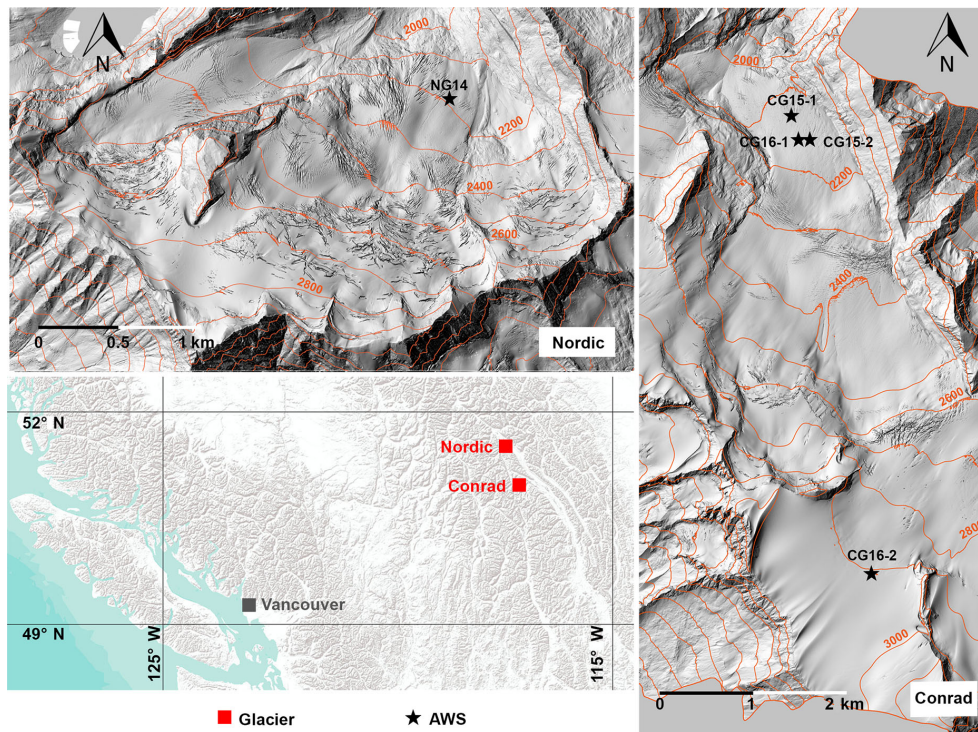 N
2000
NG14
2200
2400
2600
2800
0 0.5 1 km
Nordic
N
2000
CG15-1
CG16-1 CG15-2
2200
2400
2600
2800
CG16-2
3000
0 1 2 km
Conrad
52° N
Nordic
Conrad
Vancouver
49° N
125° W
115° W
Glacier
AWS